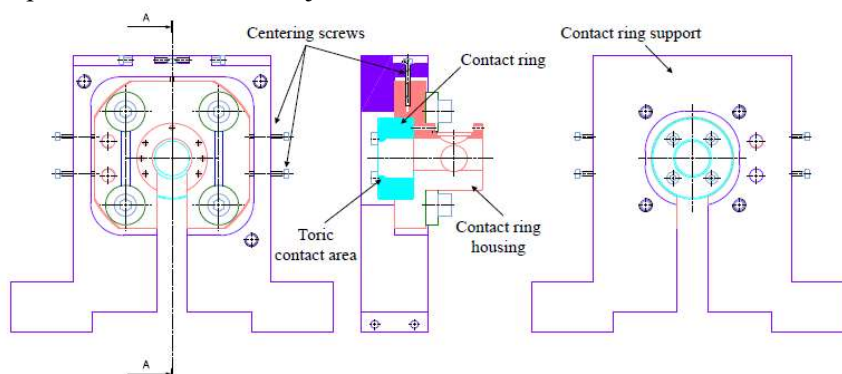 A
Centering screws
Contact ring
Contact ring support
Toric
contact area
Contact ring
housing
A